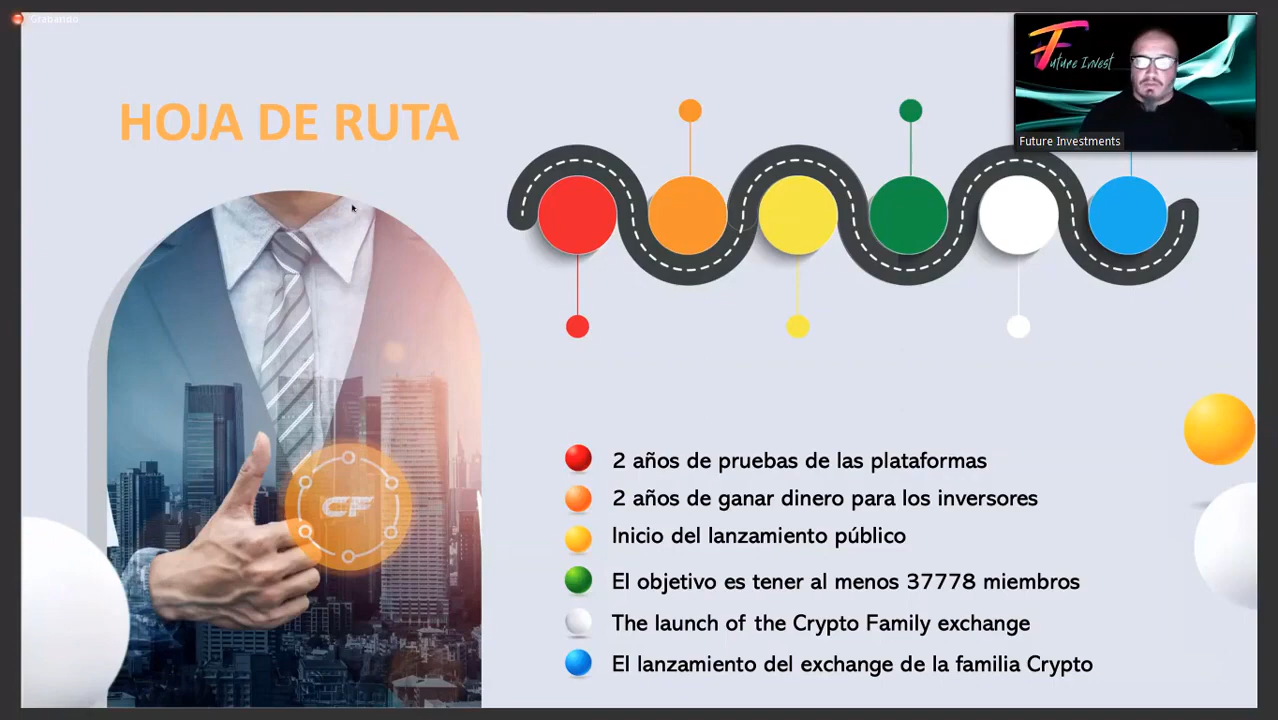 Grabando
HOJA DE RUTA
Future Invest
Future Investments
CF
2 años de pruebas de las plataformas
2 años de ganar dinero para los inversores
Inicio del lanzamiento público
El objetivo es tener al menos 37778 miembros
The launch of the Crypto Family exchange
El lanzamiento del exchange de la familia Crypto